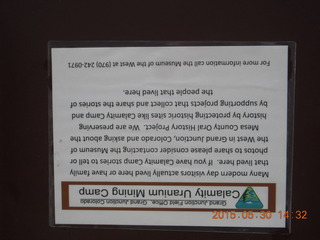 Grand Junction Field Office, Grand Junction Colorado
Calamity Uranium Mining Camp
Many modern day visitors actually lived here or have family
that lived here. If you have Calamity Camp stories to tell or
photos to share please consider contacting the Museum of
the West in Grand Junction, Colorado and asking about the
Mesa County Oral History Project. We are preserving
history by protecting historic sites like Calamity Camp and
by supporting projects that collect and share the stories of
the people that lived here.
For more information call the Museum of the West at (970) 242-0971
2015/06/30 14:32